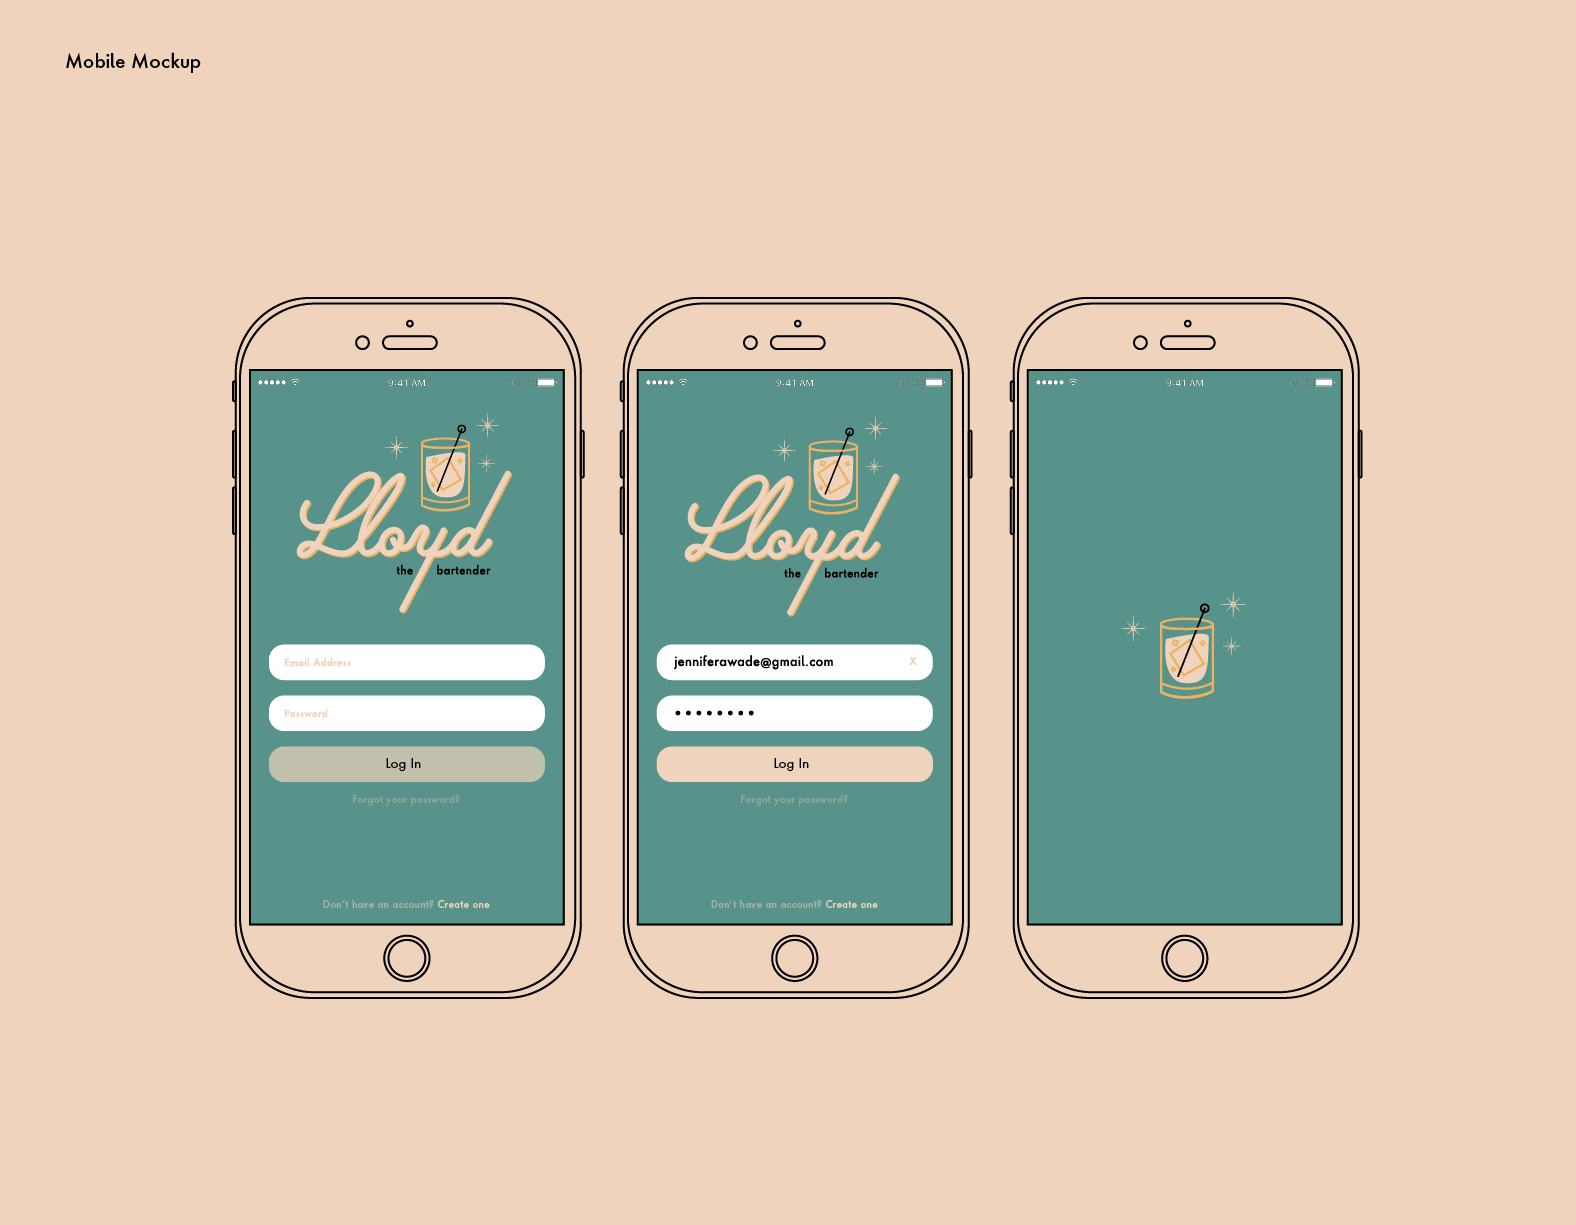 Mobile Mockup
9:41 AM
Lloyd
the bartender
Email Address
Password
Log In
Forgot your password?
Don't have an account? Create one
9:41 AM
Lloyd
the bartender
jenniferawade@gmail.com X
Log In
Forgot your password?
Don't have an account? Create one
9:41 AM